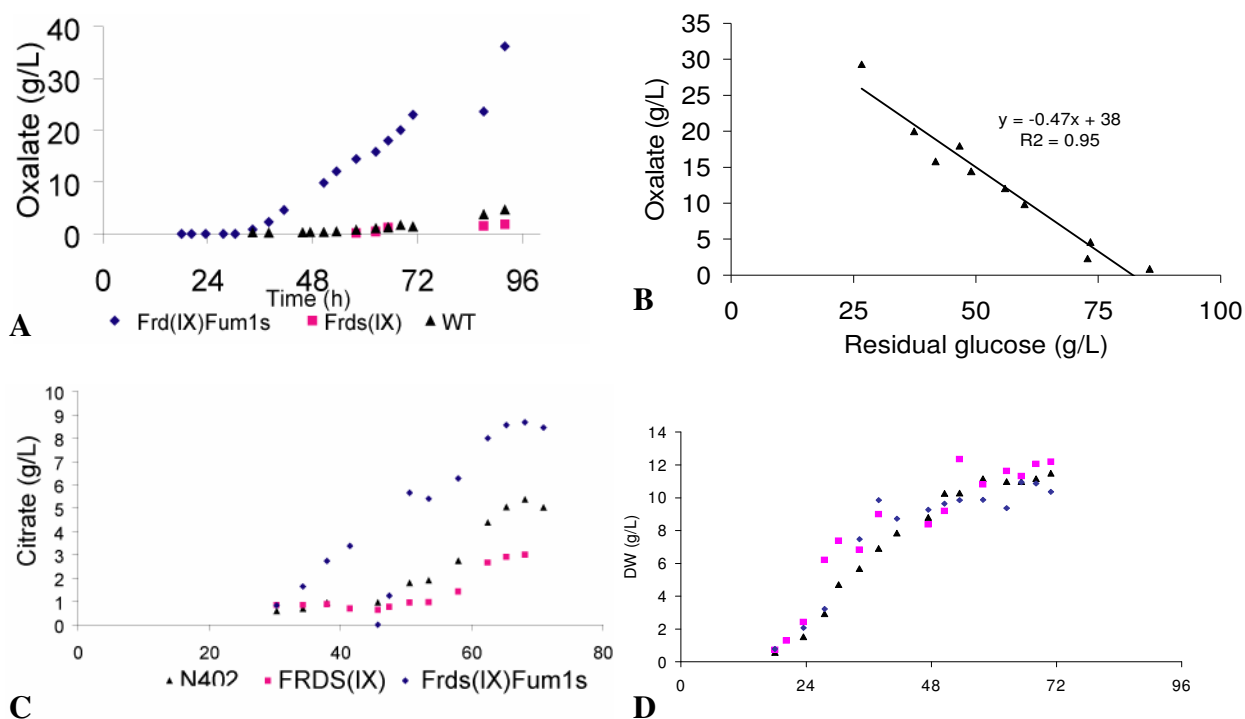 40
30
20
10
0
Oxalate (g/L)
0 24 48 72 96
Time (h)
Frd(IX)Fum1s Frds(IX) WT
A
35
30
25
20
15
10
5
0
Oxalate (g/L)
y = -0.47x + 38
R2 = 0.95
0 25 50 75 100
Residual glucose (g/L)
B
10
9
8
7
6
5
4
3
2
1
0
Citrate (g/L)
0 20 40 60 80
N402 FRDS(IX) Frds(IX)Fum1s
C
14
12
10
8
6
4
2
0
DW (g/L)
0 24 48 72 96
D